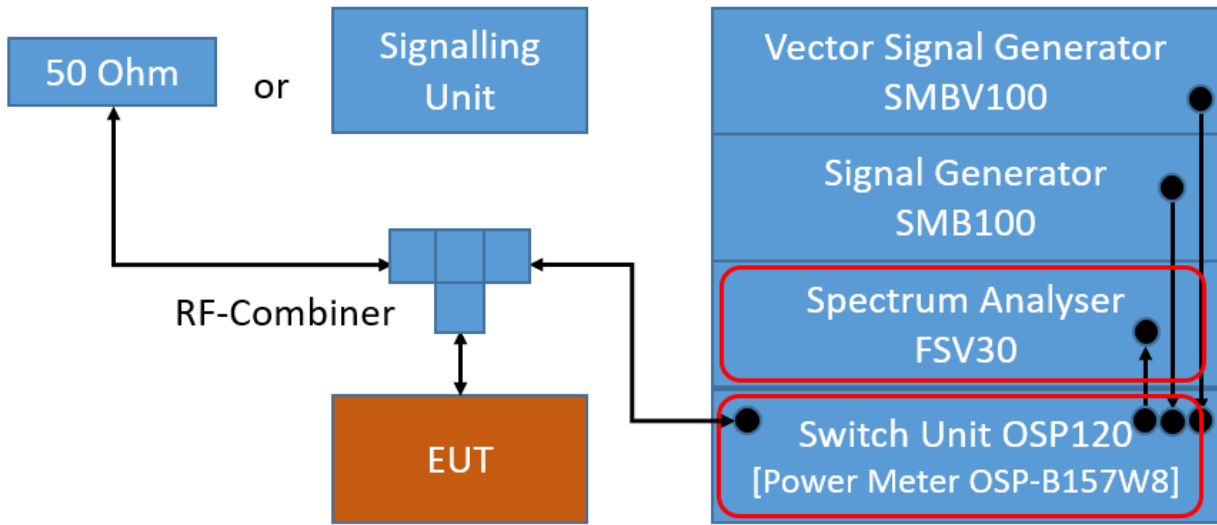 50 Ohm
or
Signalling
Unit
RF-Combiner
EUT
Vector Signal Generator
SMBV100
Signal Generator
SMB100
Spectrum Analyser
FSV30
Switch Unit OSP120
[Power Meter OSP-B157W8]